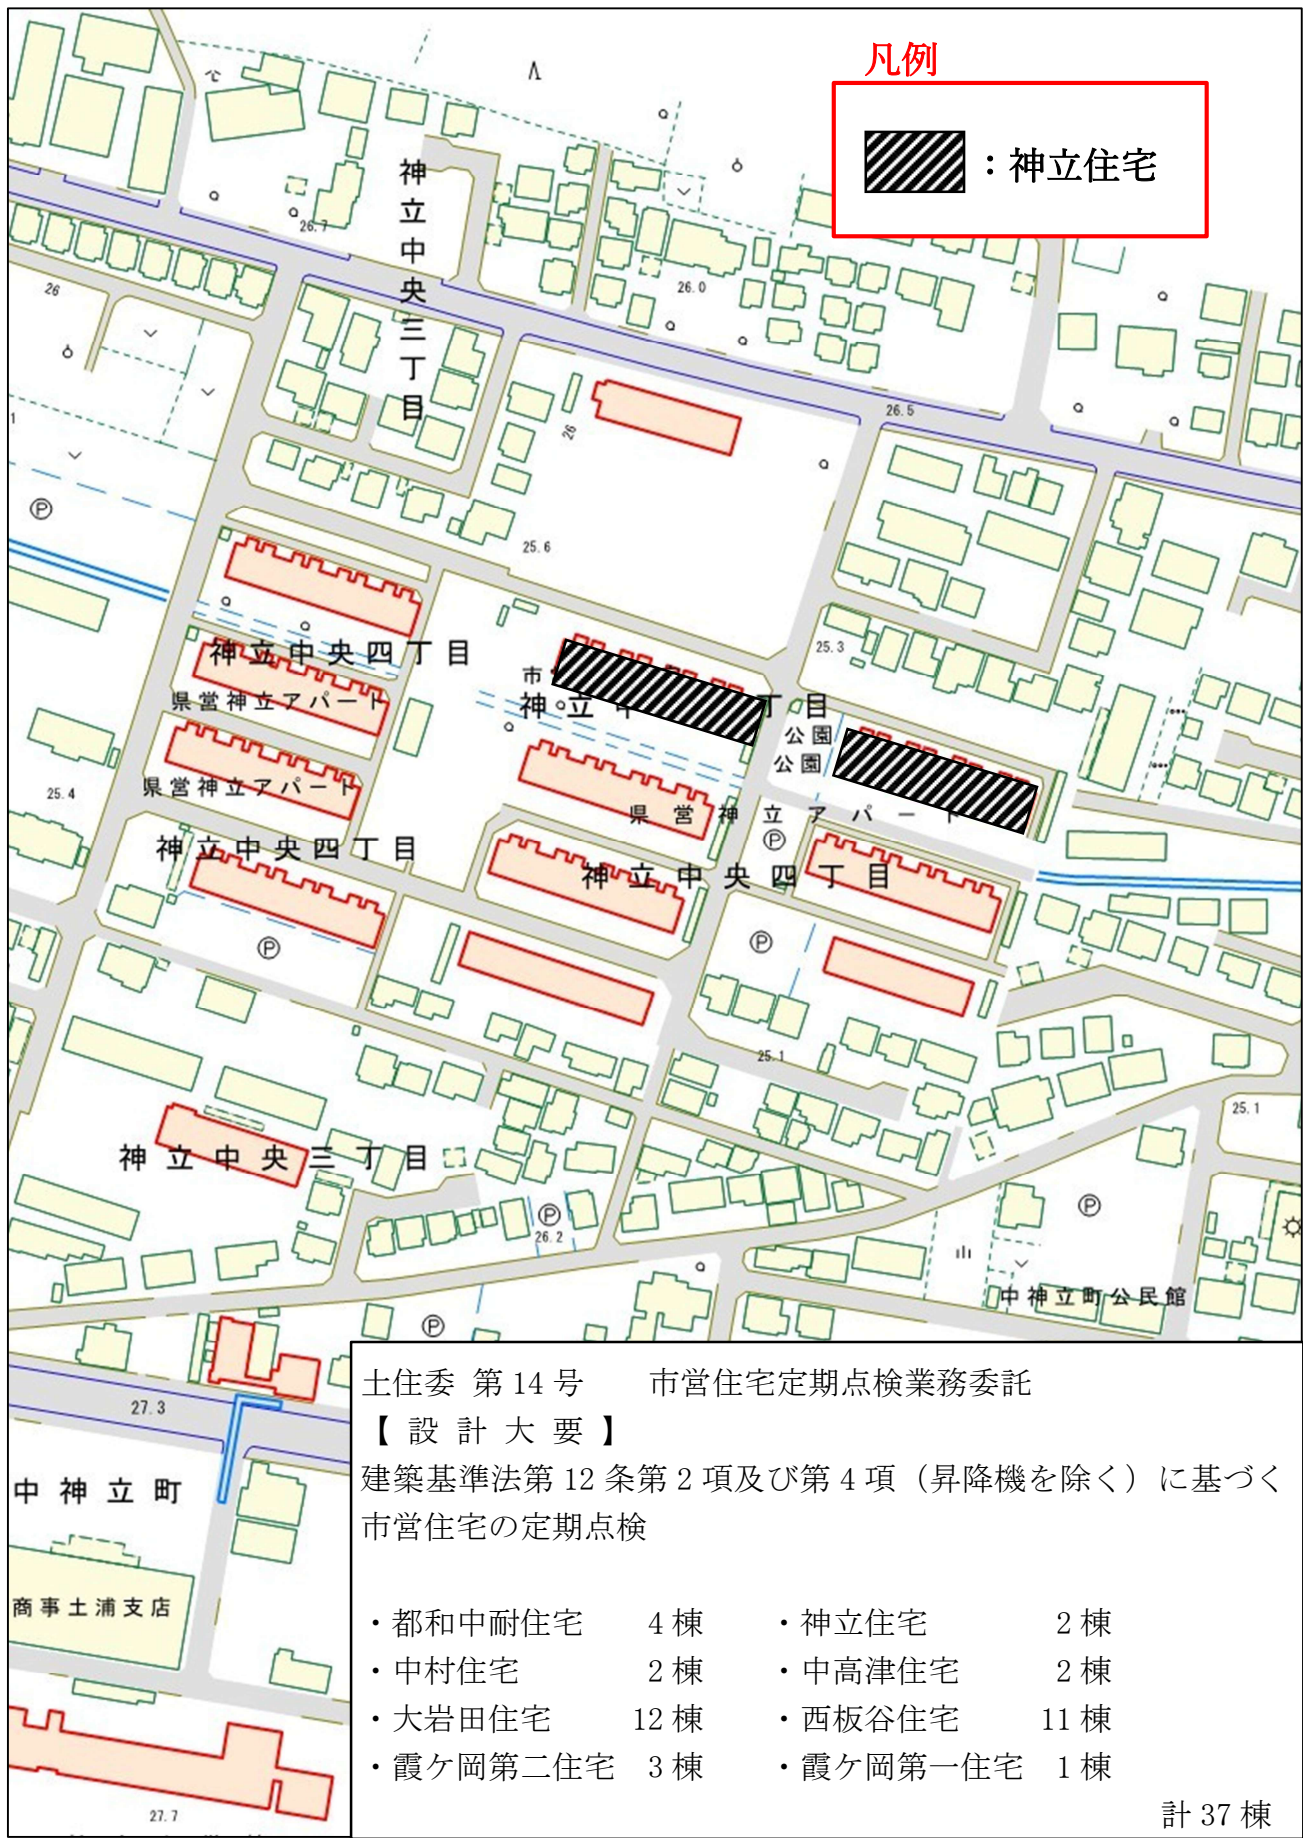 凡例
：神立住宅
神立中央三丁目
26.7
26.0
26
26.5
26
25.6
25.3
神立中央四丁目
県営神立アパート
市
丁目
公園
公園
25.4
県営神立アパート
県営神立アパート
神立中央四丁目
神立中央四丁目
Ⓟ
Ⓟ
Ⓟ
Ⓟ
25.1
25.1
神立中央三丁目
Ⓟ
26.2
Ⓟ
中神立町公民館
Ⓟ
27.3
中神立町
商事土浦支店
27.7
土住委 第14号　市営住宅定期点検業務委託
【 設 計 大 要 】
建築基準法第12条第2項及び第4項（昇降機を除く）に基づく
市営住宅の定期点検
・都和中耐住宅　4棟　・神立住宅　2棟
・中村住宅　2棟　・中高津住宅　2棟
・大岩田住宅　12棟　・西板谷住宅　11棟
・霞ケ岡第二住宅　3棟　・霞ケ岡第一住宅　1棟
計37棟